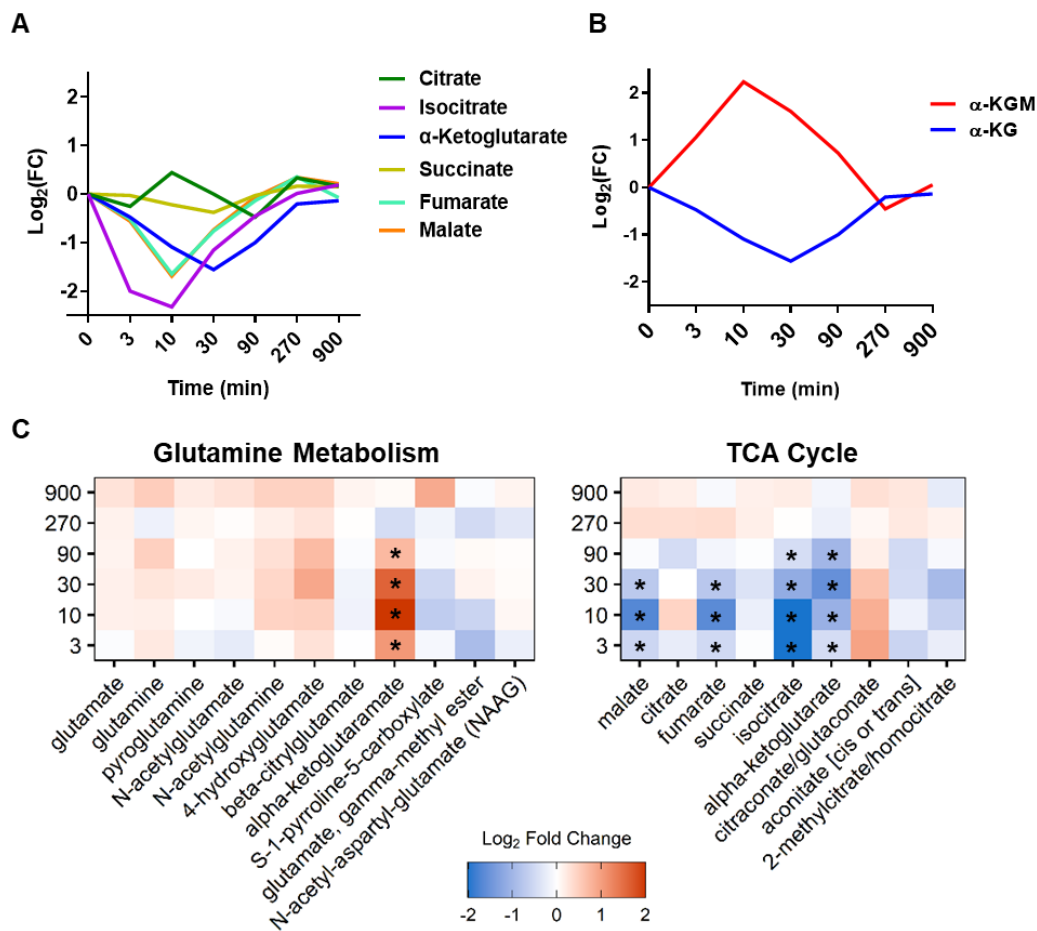 A
B
2
1
0
-1
-2
Log2(FC)
0
3
10
30
90
270
900
Time (min)
Citrate
Isocitrate
α-Ketoglutarate
Succinate
Fumarate
Malate
2
1
0
-1
-2
Log2(FC)
0
3
10
30
90
270
900
Time (min)
α-KGM
α-KG
C
Glutamine Metabolism
900
270
90
30
10
3
*
*
*
*
glutamate
glutamine
pyroglutamine
N-acetylglutamate
N-acetylglutamine
4-hydroxyglutamate
beta-citrylglutamate
alpha-ketoglutaramate
S-1-pyrroline-5-carboxylate
glutamate, gamma-methyl ester
N-acetyl-aspartyl-glutamate (NAAG)
TCA Cycle
900
270
90
30
10
3
* *
* * * *
* * * *
* * * *
malate
citrate
fumarate
succinate
isocitrate
alpha-ketoglutarate
citraconate/glutaconate
aconitate [cis or trans]
2-methylcitrate/homocitrate
Log2 Fold Change
-2 -1 0 1 2